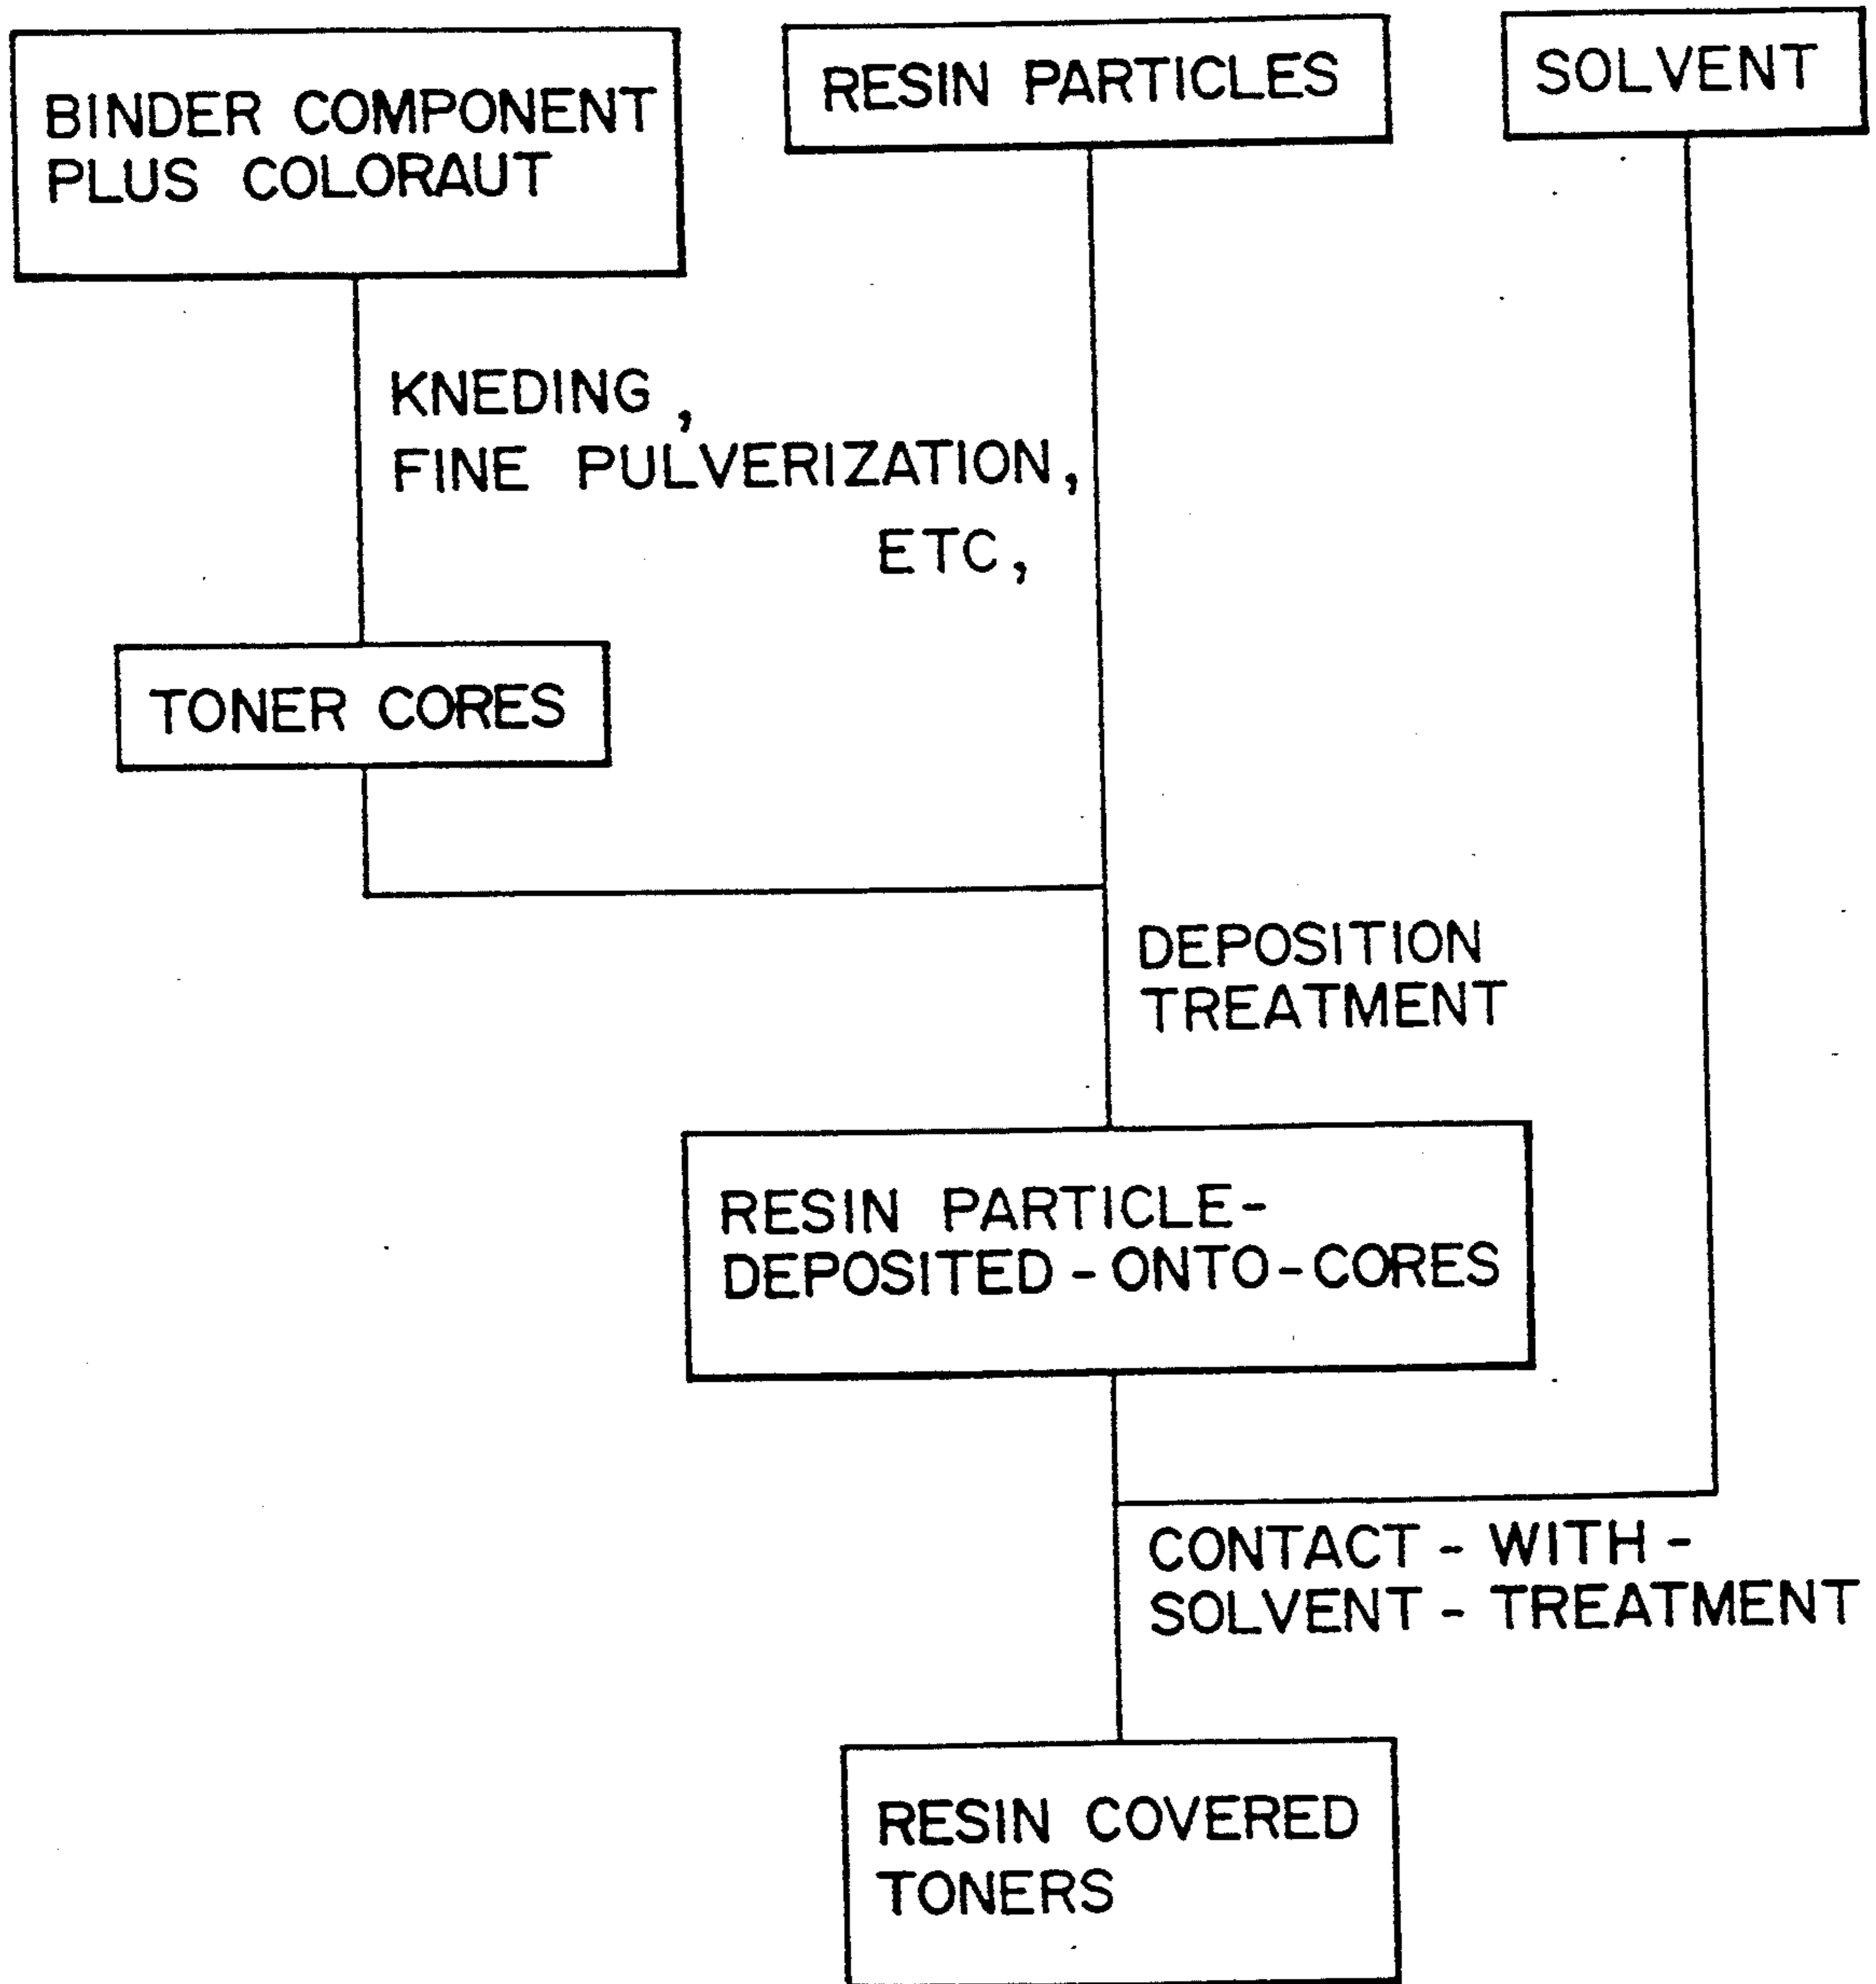 BINDER COMPONENT
PLUS COLORAUT
RESIN PARTICLES
SOLVENT
KNEDING,
FINE PULVERIZATION,
ETC,
TONER CORES
DEPOSITION
TREATMENT
RESIN PARTICLE-
DEPOSITED-ONTO-CORES
CONTACT-WITH-
SOLVENT-TREATMENT
RESIN COVERED
TONERS